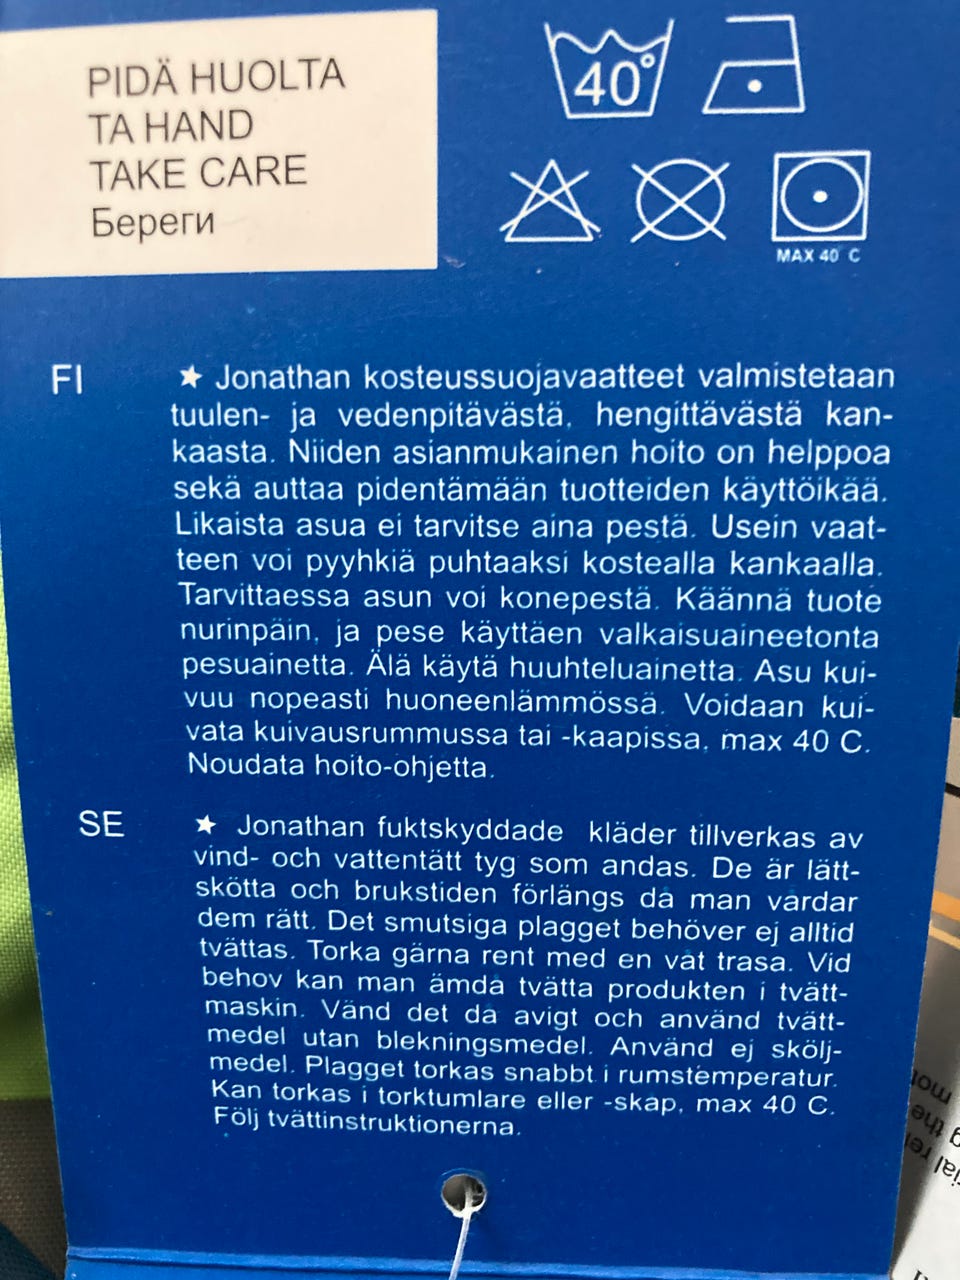 PIDÄ HUOLTA
TA HAND
TAKE CARE
Береги
40°
MAX 40 C
FI
★ Jonathan kosteussuojavaatteet valmistetaan
tuulen- ja vedenpitävästä, hengittävästä kan-
kaasta. Niiden asianmukainen hoito on helppoa
sekä auttaa pidentämään tuotteiden käyttöikää.
Likaista asua ei tarvitse aina pestä. Usein vaat-
teen voi pyyhkiä puhtaaksi kostealla kankaalla.
Tarvittaessa asun voi konepestä. Käännä tuote
nurinpäin, ja pese käyttäen valkaisuaineetonta
pesuainetta. Älä käytä huuhteluainetta. Asu kui-
vuu nopeasti huoneenlämmössä. Voidaan kui-
vata kuivausrummussa tai -kaapissa, max 40 C.
Noudata hoito-ohjetta.
SE
★ Jonathan fuktskyddade kläder tillverkas av
vind- och vattentätt tyg som andas. De är lätt-
skötta och brukstiden förlängs då man vårdar
dem rätt. Det smutsiga plagget behöver ej alltid
tvättas. Torka gärna rent med en våt trasa. Vid
behov kan man ämda tvätta produkten i tvätt-
maskin. Vänd det då avigt och använd tvätt-
medel utan blekningsmedel. Använd ej skölj-
medel. Plagget torkas snabbt i rumstemperatur.
Kan torkas i torktumlare eller -skap, max 40 C.
Följ tvättinstruktionerna.
the